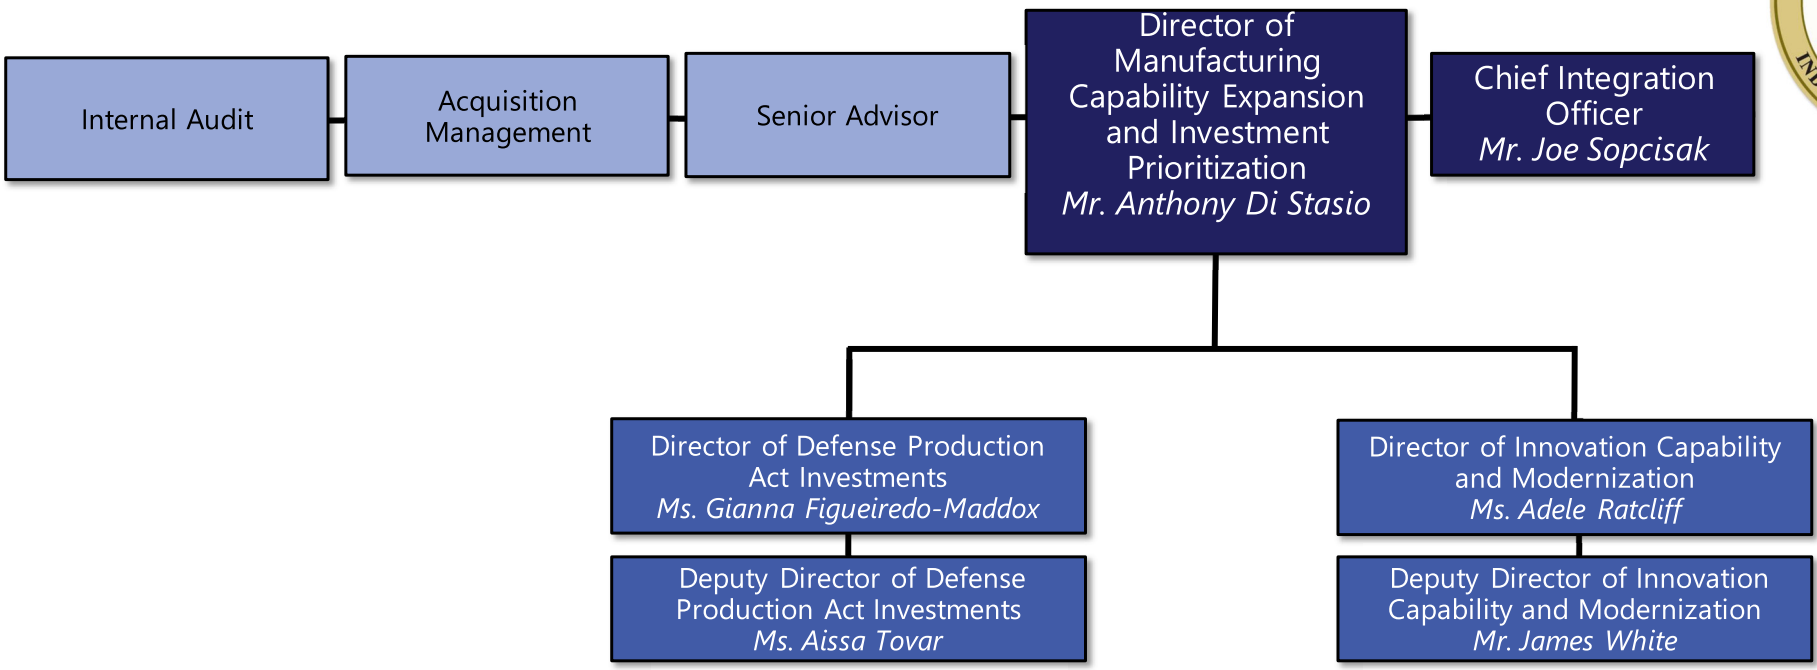 Internal Audit
Acquisition
Management
Senior Advisor
Director of
Manufacturing
Capability Expansion
and Investment
Prioritization
Mr. Anthony Di Stasio
Chief Integration
Officer
Mr. Joe Sopcisak
Director of Defense Production
Act Investments
Ms. Gianna Figueiredo-Maddox
Director of Innovation Capability
and Modernization
Ms. Adele Ratcliff
Deputy Director of Defense
Production Act Investments
Ms. Aissa Tovar
Deputy Director of Innovation
Capability and Modernization
Mr. James White